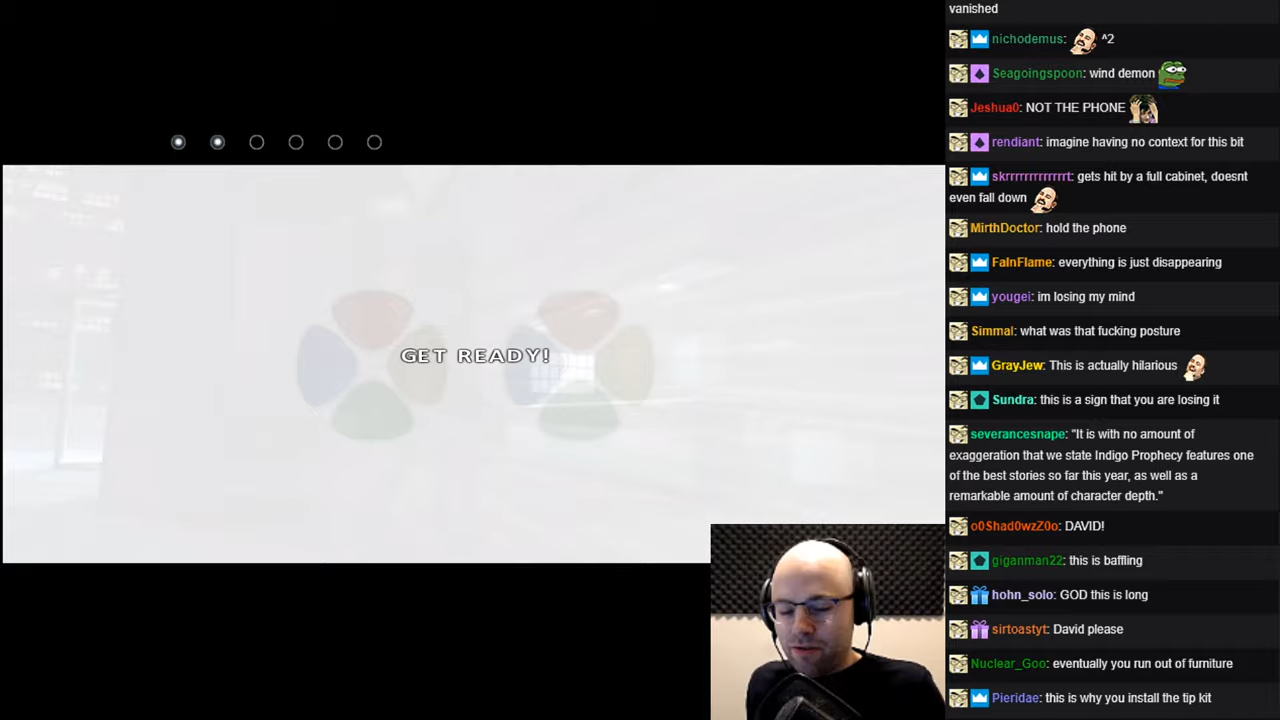 GET READY!
vanished
nichodemus: ^2
Seagoingspoon: wind demon
Jeshua0: NOT THE PHONE
rendiant: imagine having no context for this bit
skrrrrrrrrrrrrt: gets hit by a full cabinet, doesnt
even fall down
MirthDoctor: hold the phone
FalnFlame: everything is just disappearing
yougei: im losing my mind
Simmal: what was that fucking posture
GrayJew: This is actually hilarious
Sundra: this is a sign that you are losing it
severancesnape: "It is with no amount of
exaggeration that we state Indigo Prophecy features one
of the best stories so far this year, as well as a
remarkable amount of character depth."
o0Shad0wzZ0o: DAVID!
giganman22: this is baffling
hohn_solo: GOD this is long
sirtoastyt: David please
Nuclear_Goo: eventually you run out of furniture
Pieridae: this is why you install the tip kit